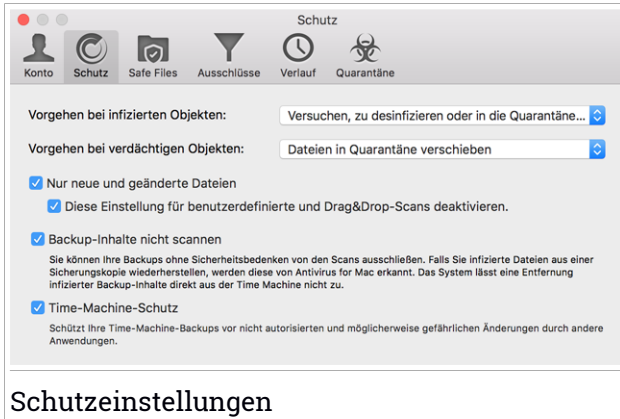 Schutz
Konto Schutz Safe Files Ausschlüsse Verlauf Quarantäne
Vorgehen bei infizierten Objekten: Versuchen, zu desinfizieren oder in die Quarantäne...
Vorgehen bei verdächtigen Objekten: Dateien in Quarantäne verschieben
Nur neue und geänderte Dateien
Diese Einstellung für benutzerdefinierte und Drag&Drop-Scans deaktivieren.
Backup-Inhalte nicht scannen
Sie können Ihre Backups ohne Sicherheitsbedenken von den Scans ausschließen. Falls Sie infizierte Dateien aus einer
Sicherungskopie wiederherstellen, werden diese von Antivirus for Mac erkannt. Das System lässt eine Entfernung
infizierter Backup-Inhalte direkt aus der Time Machine nicht zu.
Time-Machine-Schutz
Schützt Ihre Time-Machine-Backups vor nicht autorisierten und möglicherweise gefährlichen Änderungen durch andere
Anwendungen.
Schutzeinstellungen